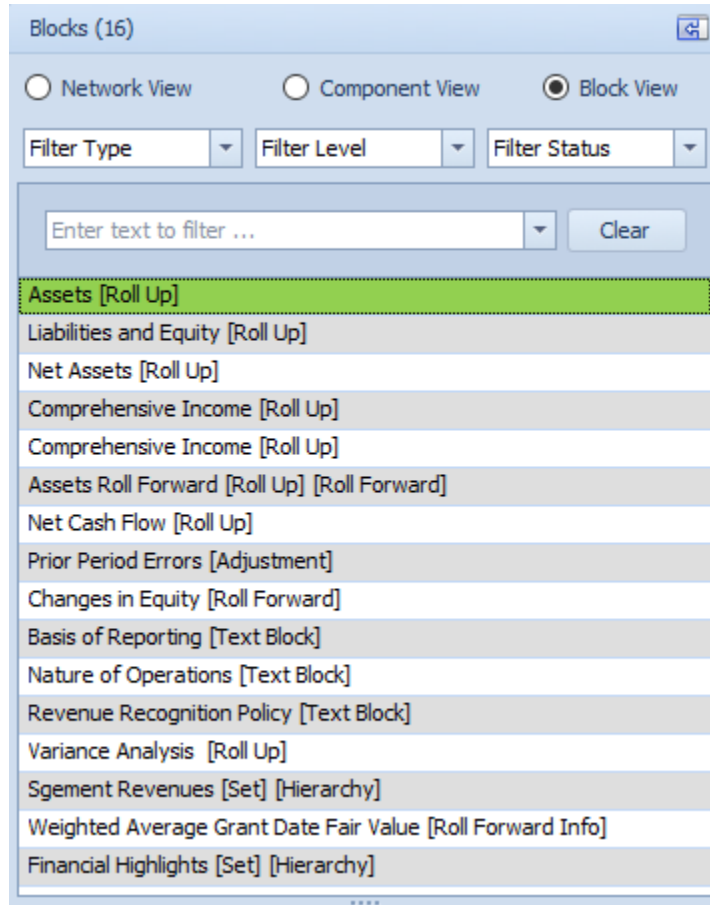 Blocks (16)
Network View Component View Block View
Filter Type Filter Level Filter Status
Enter text to filter ... Clear
Assets [Roll Up]
Liabilities and Equity [Roll Up]
Net Assets [Roll Up]
Comprehensive Income [Roll Up]
Comprehensive Income [Roll Up]
Assets Roll Forward [Roll Up] [Roll Forward]
Net Cash Flow [Roll Up]
Prior Period Errors [Adjustment]
Changes in Equity [Roll Forward]
Basis of Reporting [Text Block]
Nature of Operations [Text Block]
Revenue Recognition Policy [Text Block]
Variance Analysis  [Roll Up]
Sgement Revenues [Set] [Hierarchy]
Weighted Average Grant Date Fair Value [Roll Forward Info]
Financial Highlights [Set] [Hierarchy]